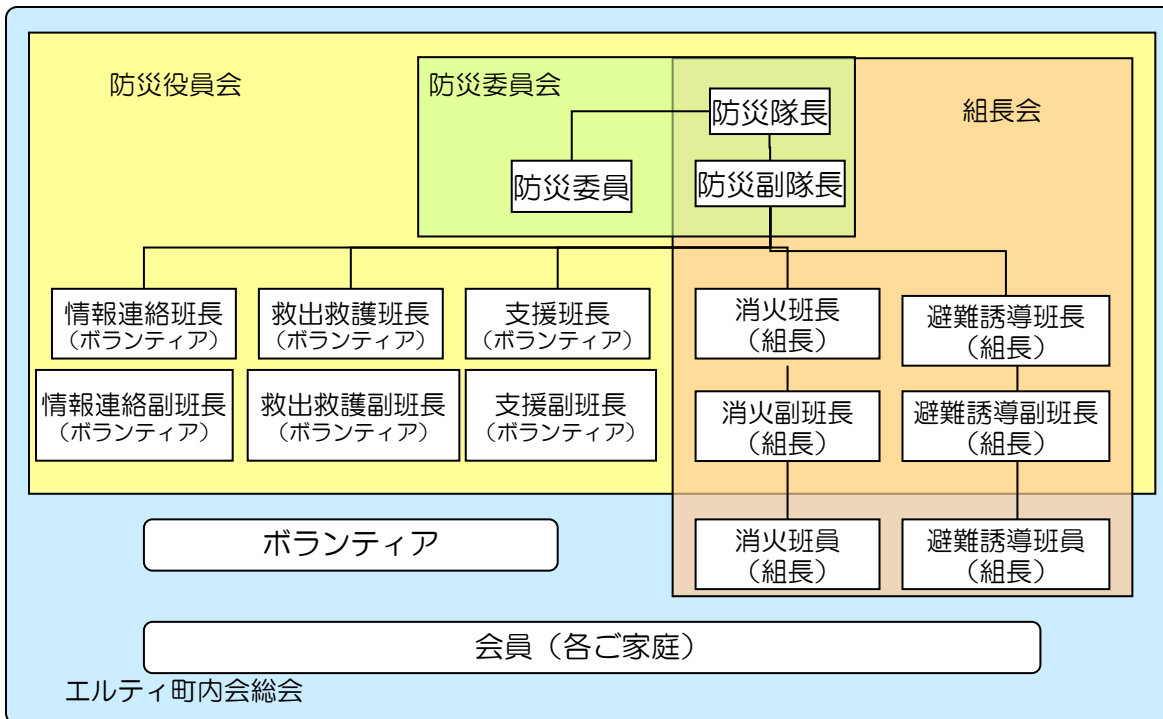 防災役員会
防災委員会
組長会
防災隊長
防災委員
防災副隊長
情報連絡班長
（ボランティア）
救出救護班長
（ボランティア）
支援班長
（ボランティア）
消火班長
（組長）
避難誘導班長
（組長）
情報連絡副班長
（ボランティア）
救出救護副班長
（ボランティア）
支援副班長
（ボランティア）
消火副班長
（組長）
避難誘導副班長
（組長）
ボランティア
消火班員
（組長）
避難誘導班員
（組長）
会員（各ご家庭）
エルティ町内会総会